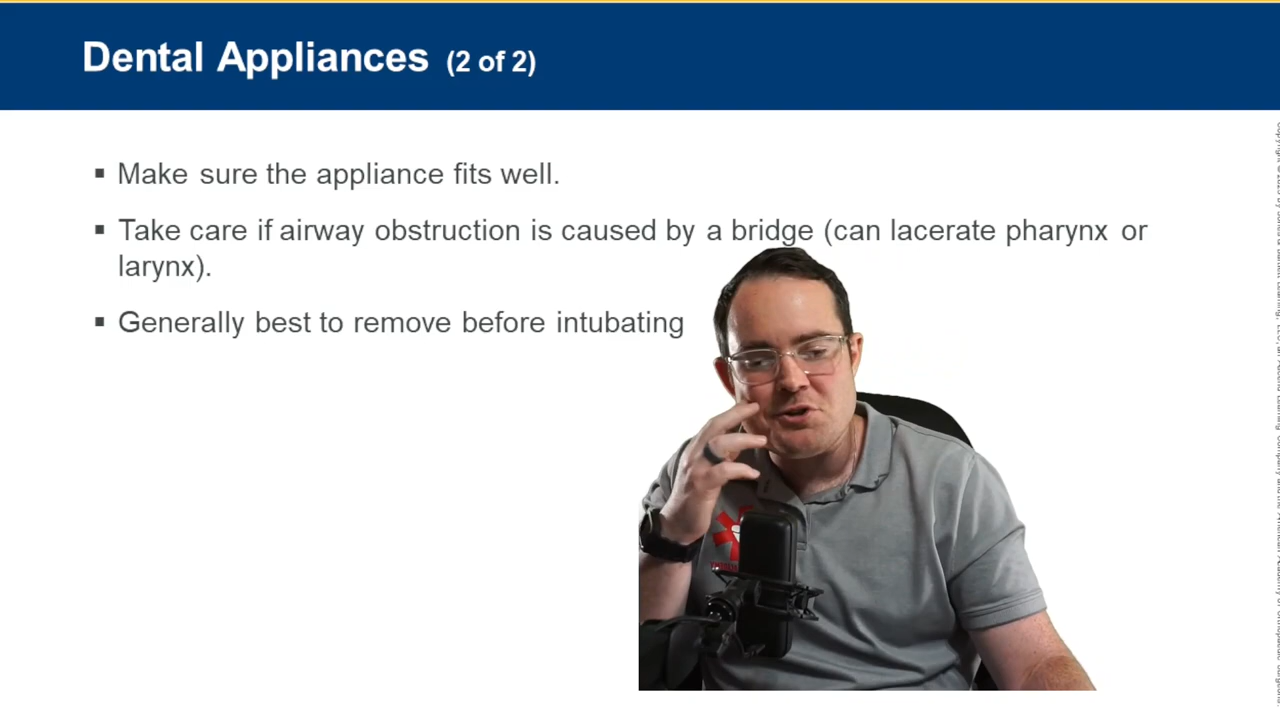 Dental Appliances (2 of 2)
▪ Make sure the appliance fits well.
▪ Take care if airway obstruction is caused by a bridge (can lacerate pharynx or
larynx).
▪ Generally best to remove before intubating